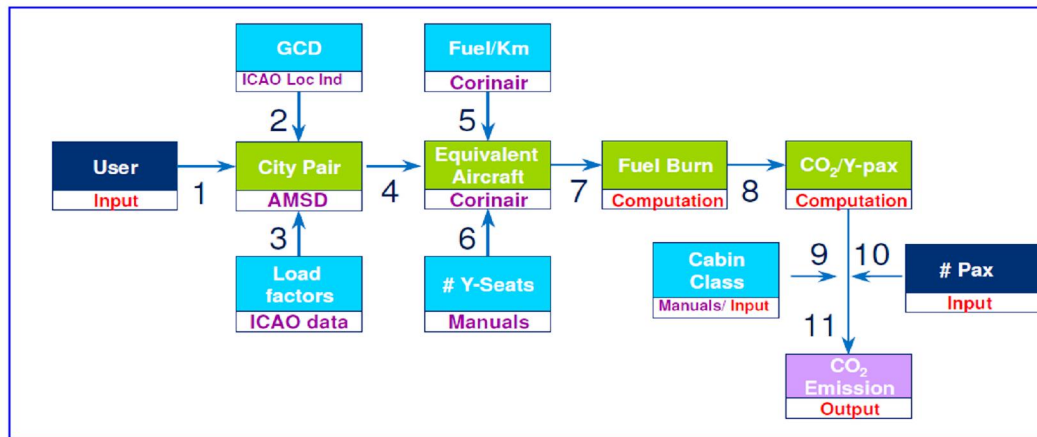 GCD
ICAO Loc Ind
Fuel/Km
Corinair
2
5
User
Input
1
City Pair
AMSD
4
Equivalent
Aircraft
Corinair
7
Fuel Burn
Computation
8
CO₂/Y-pax
Computation
3
6
Load
factors
ICAO data
# Y-Seats
Manuals
Cabin
Class
Manuals/ Input
9
10
# Pax
Input
11
CO₂
Emission
Output